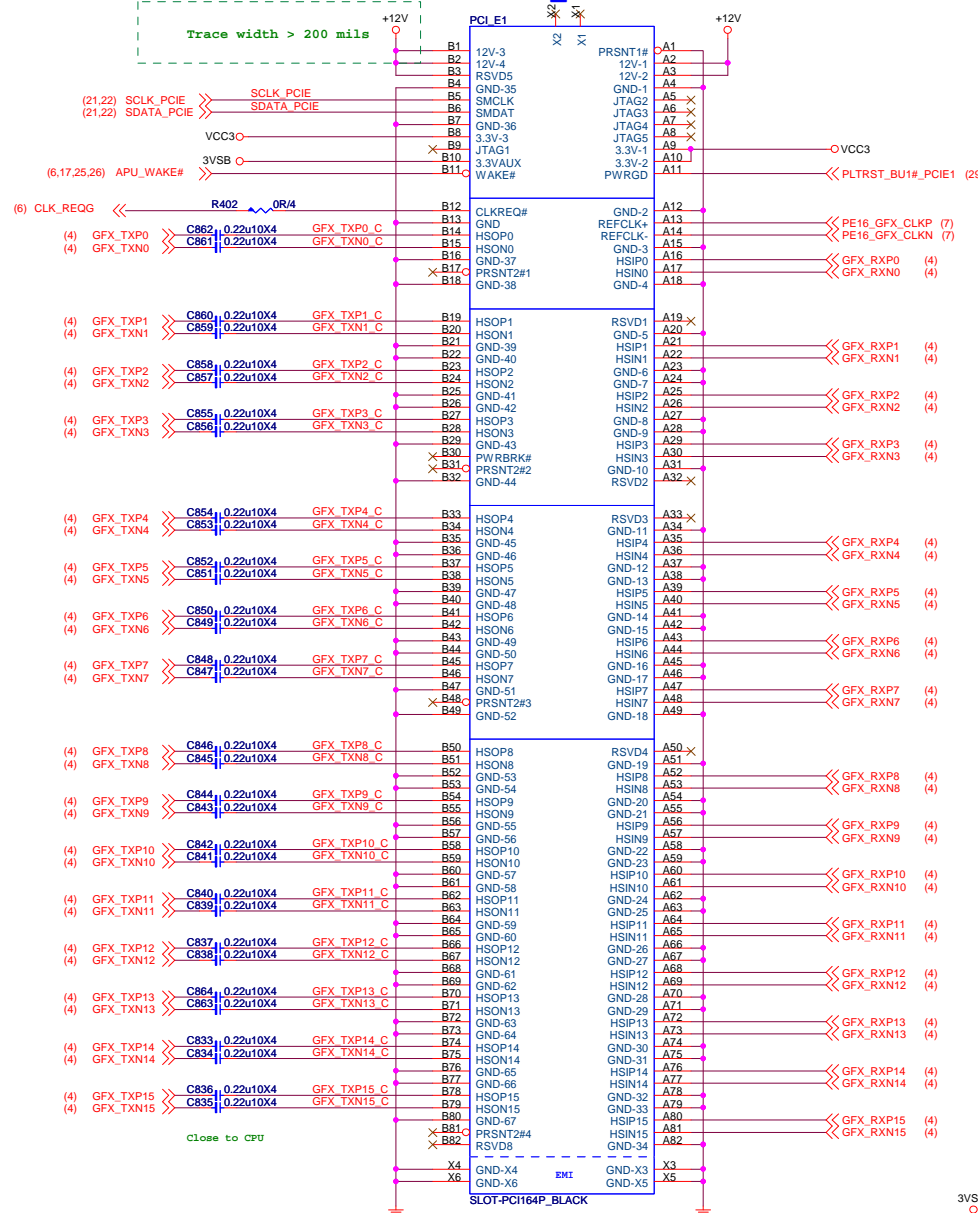 X2 X1
+12V PCI_E1 +12V
Trace width > 200 mils
X2 X1
B1 12V-3 PRSNT1# A1
B2 12V-4 12V-1 A2
B3 RSVD5 12V-2 A3
B4 GND-35 GND-1 A4
(21,22) SCLK_PCIE SCLK_PCIE B5 SMCLK JTAG2 A5
(21,22) SDATA_PCIE SDATA_PCIE B6 SMDAT JTAG3 A6
B7 GND-36 JTAG4 A7
VCC3 B8 3.3V-3 JTAG5 A8
B9 JTAG1 3.3V-1 A9 VCC3
3VSB B10 3.3VAUX 3.3V-2 A10
(6,17,25,26) APU_WAKE# B11 WAKE# PWRGD A11 PLTRST_BU1#_PCIE1 (29
(6) CLK_REQG R402 0R/4 B12 CLKREQ# GND-2 A12
B13 GND REFCLK+ A13 PE16_GFX_CLKP (7)
(4) GFX_TXP0 C862 0.22u10X4 GFX_TXP0_C B14 HSOP0 REFCLK- A14 PE16_GFX_CLKN (7)
(4) GFX_TXN0 C861 0.22u10X4 GFX_TXN0_C B15 HSON0 GND-3 A15
B16 GND-37 HSIP0 A16 GFX_RXP0 (4)
B17 PRSNT2#1 HSIN0 A17 GFX_RXN0 (4)
B18 GND-38 GND-4 A18
(4) GFX_TXP1 C860 0.22u10X4 GFX_TXP1_C B19 HSOP1 RSVD1 A19
(4) GFX_TXN1 C859 0.22u10X4 GFX_TXN1_C B20 HSON1 GND-5 A20
B21 GND-39 HSIP1 A21 GFX_RXP1 (4)
B22 GND-40 HSIN1 A22 GFX_RXN1 (4)
(4) GFX_TXP2 C858 0.22u10X4 GFX_TXP2_C B23 HSOP2 GND-6 A23
(4) GFX_TXN2 C857 0.22u10X4 GFX_TXN2_C B24 HSON2 GND-7 A24
B25 GND-41 HSIP2 A25 GFX_RXP2 (4)
B26 GND-42 HSIN2 A26 GFX_RXN2 (4)
(4) GFX_TXP3 C855 0.22u10X4 GFX_TXP3_C B27 HSOP3 GND-8 A27
(4) GFX_TXN3 C856 0.22u10X4 GFX_TXN3_C B28 HSON3 GND-9 A28
B29 GND-43 HSIP3 A29 GFX_RXP3 (4)
B30 PWRBRK# HSIN3 A30 GFX_RXN3 (4)
B31 PRSNT2#2 GND-10 A31
B32 GND-44 RSVD2 A32
(4) GFX_TXP4 C854 0.22u10X4 GFX_TXP4_C B33 HSOP4 RSVD3 A33
(4) GFX_TXN4 C853 0.22u10X4 GFX_TXN4_C B34 HSON4 GND-11 A34
B35 GND-45 HSIP4 A35 GFX_RXP4 (4)
B36 GND-46 HSIN4 A36 GFX_RXN4 (4)
(4) GFX_TXP5 C852 0.22u10X4 GFX_TXP5_C B37 HSOP5 GND-12 A37
(4) GFX_TXN5 C851 0.22u10X4 GFX_TXN5_C B38 HSON5 GND-13 A38
B39 GND-47 HSIP5 A39 GFX_RXP5 (4)
B40 GND-48 HSIN5 A40 GFX_RXN5 (4)
(4) GFX_TXP6 C850 0.22u10X4 GFX_TXP6_C B41 HSOP6 GND-14 A41
(4) GFX_TXN6 C849 0.22u10X4 GFX_TXN6_C B42 HSON6 GND-15 A42
B43 GND-49 HSIP6 A43 GFX_RXP6 (4)
B44 GND-50 HSIN6 A44 GFX_RXN6 (4)
(4) GFX_TXP7 C848 0.22u10X4 GFX_TXP7_C B45 HSOP7 GND-16 A45
(4) GFX_TXN7 C847 0.22u10X4 GFX_TXN7_C B46 HSON7 GND-17 A46
B47 GND-51 HSIP7 A47 GFX_RXP7 (4)
B48 PRSNT2#3 HSIN7 A48 GFX_RXN7 (4)
B49 GND-52 GND-18 A49
(4) GFX_TXP8 C846 0.22u10X4 GFX_TXP8_C B50 HSOP8 RSVD4 A50
(4) GFX_TXN8 C845 0.22u10X4 GFX_TXN8_C B51 HSON8 GND-19 A51
B52 GND-53 HSIP8 A52 GFX_RXP8 (4)
B53 GND-54 HSIN8 A53 GFX_RXN8 (4)
(4) GFX_TXP9 C844 0.22u10X4 GFX_TXP9_C B54 HSOP9 GND-20 A54
(4) GFX_TXN9 C843 0.22u10X4 GFX_TXN9_C B55 HSON9 GND-21 A55
B56 GND-55 HSIP9 A56 GFX_RXP9 (4)
B57 GND-56 HSIN9 A57 GFX_RXN9 (4)
(4) GFX_TXP10 C842 0.22u10X4 GFX_TXP10_C B58 HSOP10 GND-22 A58
(4) GFX_TXN10 C841 0.22u10X4 GFX_TXN10_C B59 HSON10 GND-23 A59
B60 GND-57 HSIP10 A60 GFX_RXP10 (4)
B61 GND-58 HSIN10 A61 GFX_RXN10 (4)
(4) GFX_TXP11 C840 0.22u10X4 GFX_TXP11_C B62 HSOP11 GND-24 A62
(4) GFX_TXN11 C839 0.22u10X4 GFX_TXN11_C B63 HSON11 GND-25 A63
B64 GND-59 HSIP11 A64 GFX_RXP11 (4)
B65 GND-60 HSIN11 A65 GFX_RXN11 (4)
(4) GFX_TXP12 C837 0.22u10X4 GFX_TXP12_C B66 HSOP12 GND-26 A66
(4) GFX_TXN12 C838 0.22u10X4 GFX_TXN12_C B67 HSON12 GND-27 A67
B68 GND-61 HSIP12 A68 GFX_RXP12 (4)
B69 GND-62 HSIN12 A69 GFX_RXN12 (4)
(4) GFX_TXP13 C864 0.22u10X4 GFX_TXP13_C B70 HSOP13 GND-28 A70
(4) GFX_TXN13 C863 0.22u10X4 GFX_TXN13_C B71 HSON13 GND-29 A71
B72 GND-63 HSIP13 A72 GFX_RXP13 (4)
B73 GND-64 HSIN13 A73 GFX_RXN13 (4)
(4) GFX_TXP14 C833 0.22u10X4 GFX_TXP14_C B74 HSOP14 GND-30 A74
(4) GFX_TXN14 C834 0.22u10X4 GFX_TXN14_C B75 HSON14 GND-31 A75
B76 GND-65 HSIP14 A76 GFX_RXP14 (4)
B77 GND-66 HSIN14 A77 GFX_RXN14 (4)
(4) GFX_TXP15 C836 0.22u10X4 GFX_TXP15_C B78 HSOP15 GND-32 A78
(4) GFX_TXN15 C835 0.22u10X4 GFX_TXN15_C B79 HSON15 GND-33 A79
B80 GND-67 HSIP15 A80 GFX_RXP15 (4)
B81 PRSNT2#4 HSIN15 A81 GFX_RXN15 (4)
Close to CPU B82 RSVD8 GND-34 A82
X4 GND-X4 GND-X3 X3
X6 GND-X6 EMI GND-X5 X5
SLOT-PCI164P_BLACK
3VS